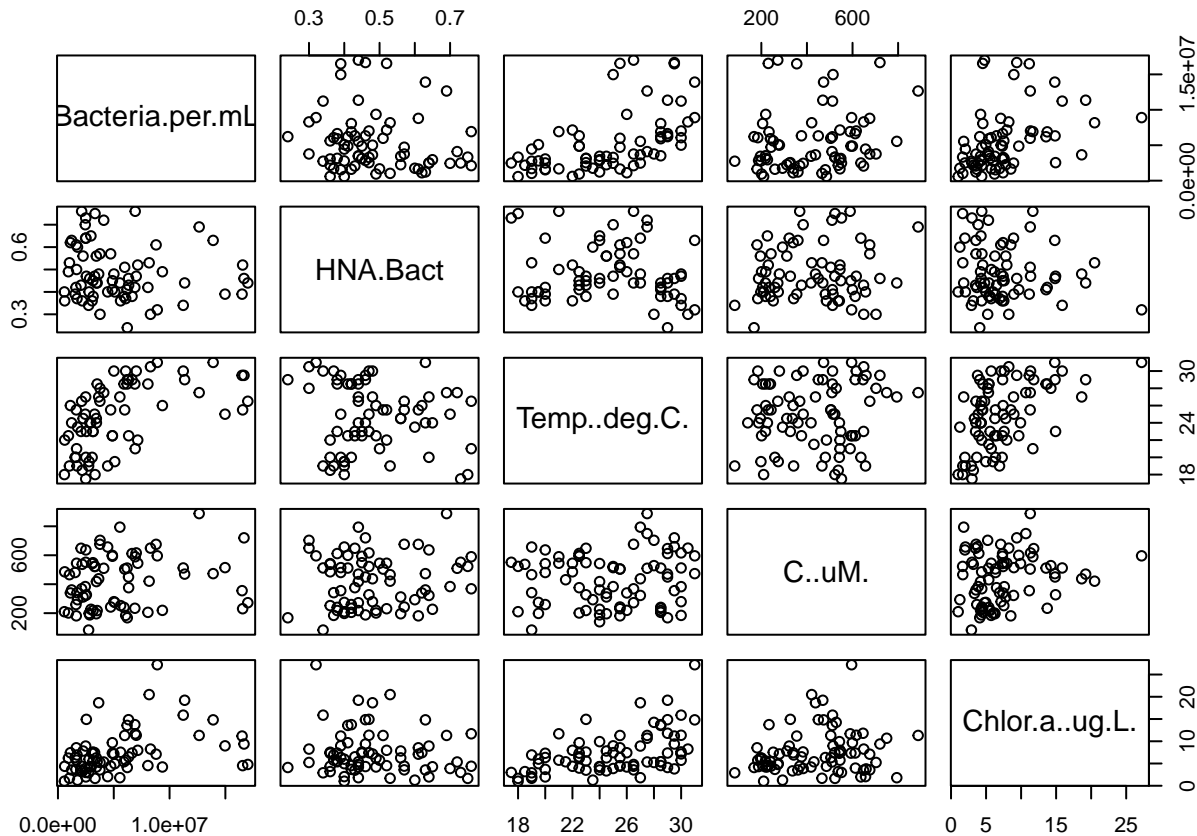 0.3 0.5 0.7 200 600
Bacteria.per.mL 0.0e+00 1.5e+07
0.3 0.6 HNA.Bact
Temp..deg.C. 18 24 30
200 600 C..uM.
Chlor.a..ug.L. 0 10 20
0.0e+00 1.0e+07 18 22 26 30 0 5 15 25